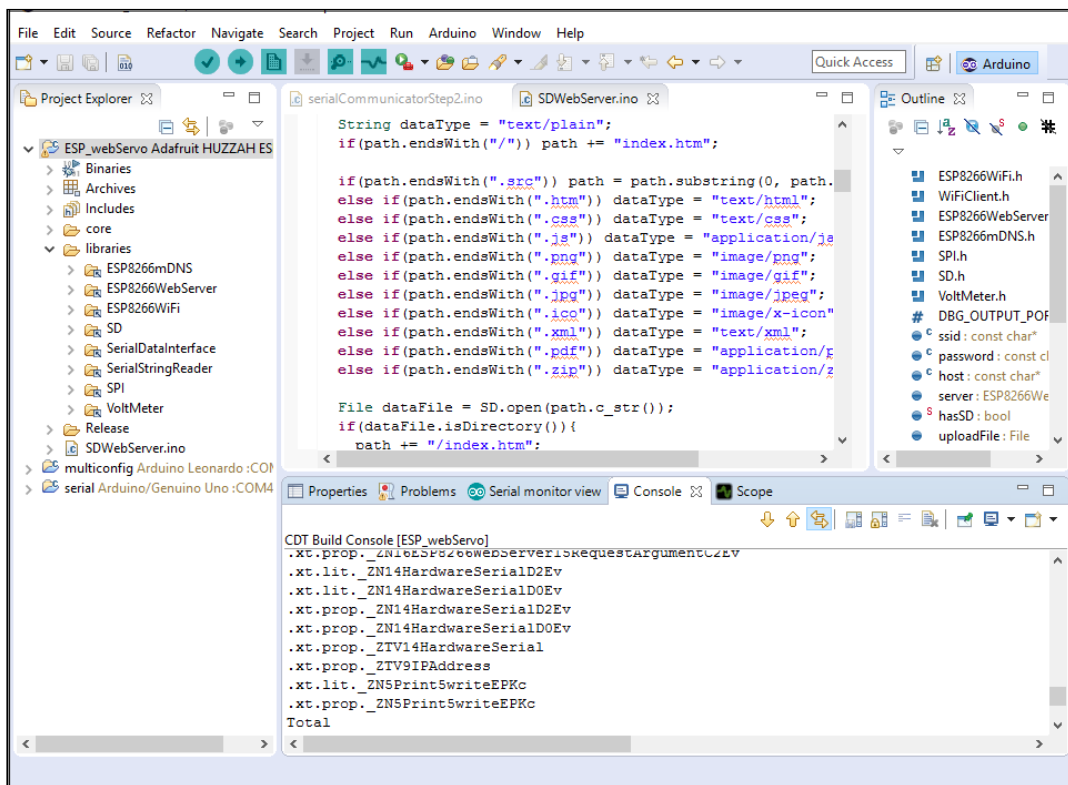 File Edit Source Refactor Navigate Search Project Run Arduino Window Help
Quick Access
Arduino
Project Explorer
ESP_webServo Adafruit HUZZAH ES
Binaries
Archives
Includes
core
libraries
ESP8266mDNS
ESP8266WebServer
ESP8266WiFi
SD
SerialDataInterface
SerialStringReader
SPI
VoltMeter
Release
SDWebServer.ino
multiconfig Arduino Leonardo :CON
serial Arduino/Genuino Uno :COM4
serialCommunicatorStep2.ino
SDWebServer.ino
String dataType = "text/plain";
if(path.endsWith("/")) path += "index.htm";
if(path.endsWith(".src")) path = path.substring(0, path.
else if(path.endsWith(".htm")) dataType = "text/html";
else if(path.endsWith(".css")) dataType = "text/css";
else if(path.endsWith(".js")) dataType = "application/ja
else if(path.endsWith(".png")) dataType = "image/png";
else if(path.endsWith(".gif")) dataType = "image/gif";
else if(path.endsWith(".jpg")) dataType = "image/jpeg";
else if(path.endsWith(".ico")) dataType = "image/x-icon"
else if(path.endsWith(".xml")) dataType = "text/xml";
else if(path.endsWith(".pdf")) dataType = "application/p
else if(path.endsWith(".zip")) dataType = "application/z
File dataFile = SD.open(path.c_str());
if(dataFile.isDirectory()){
path += "/index.htm";
Outline
ESP8266WiFi.h
WiFiClient.h
ESP8266WebServer
ESP8266mDNS.h
SPI.h
SD.h
VoltMeter.h
# DBG_OUTPUT_POR
ssid : const char*
password : const cl
host : const char*
server : ESP8266We
hasSD : bool
uploadFile : File
Properties Problems Serial monitor view Console Scope
CDT Build Console [ESP_webServo]
.xt.prop._ZN16ESP8266WebServer15RequestArgumentC2Ev
.xt.lit._ZN14HardwareSerialD2Ev
.xt.lit._ZN14HardwareSerialD0Ev
.xt.prop._ZN14HardwareSerialD2Ev
.xt.prop._ZN14HardwareSerialD0Ev
.xt.prop._ZTV14HardwareSerial
.xt.prop._ZTV9IPAddress
.xt.lit._ZN5Print5writeEPKc
.xt.prop._ZN5Print5writeEPKc
Total